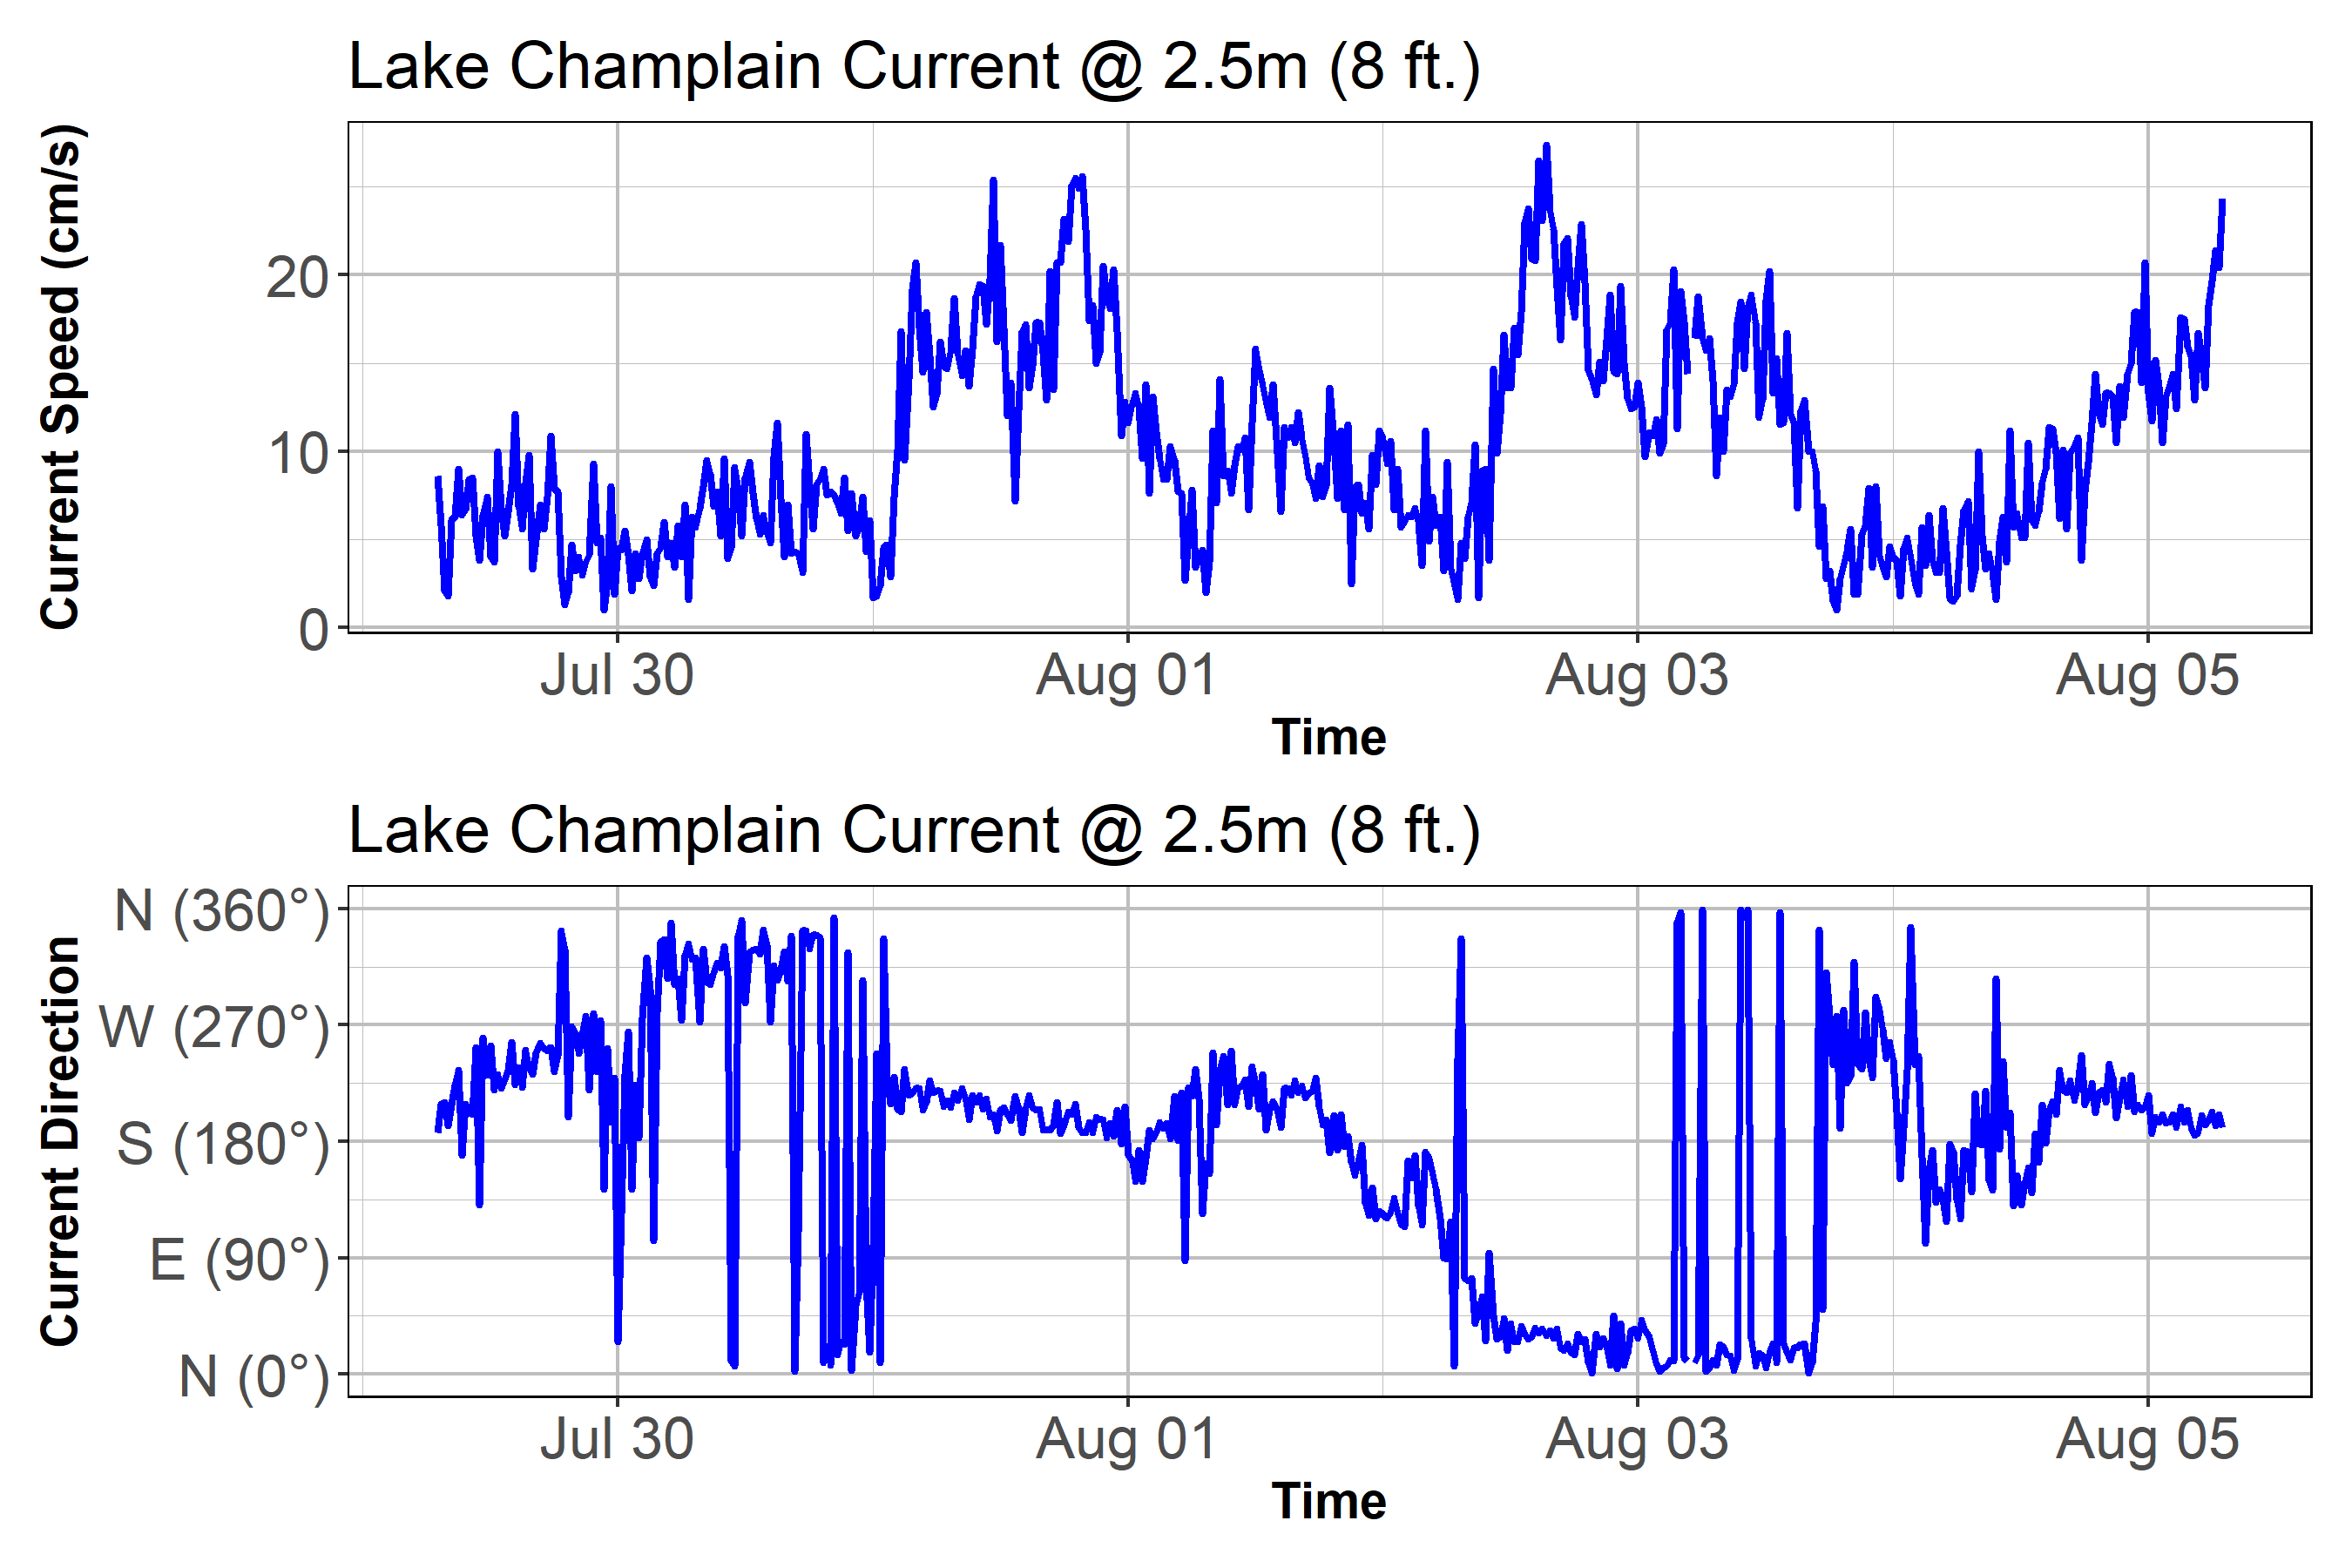 Lake Champlain Current @ 2.5m (8 ft.)
Current Speed (cm/s)
20
10
0
Jul 30 Aug 01 Aug 03 Aug 05
Time
Lake Champlain Current @ 2.5m (8 ft.)
Current Direction
N (360°)
W (270°)
S (180°)
E (90°)
N (0°)
Jul 30 Aug 01 Aug 03 Aug 05
Time